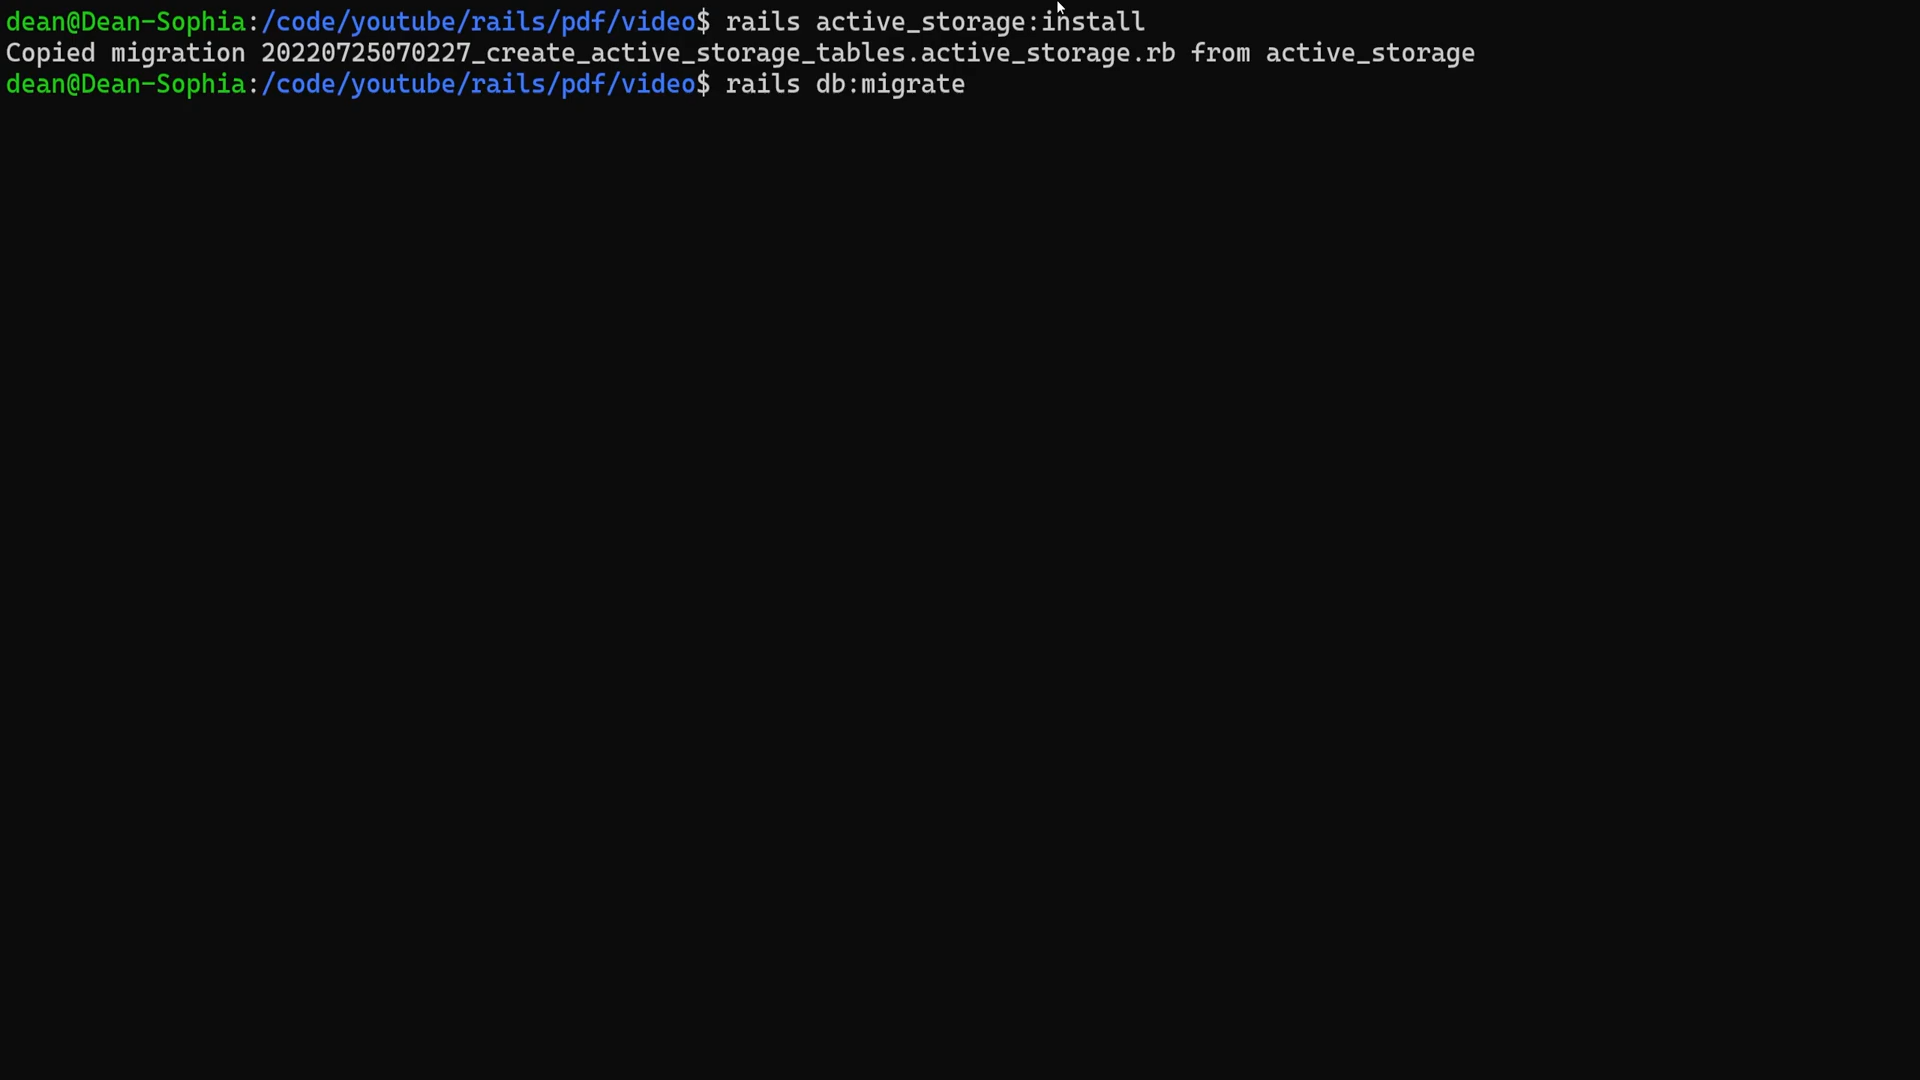 dean@Dean-Sophia:/code/youtube/rails/pdf/video$ rails active_storage:install
Copied migration 20220725070227_create_active_storage_tables.active_storage.rb from active_storage
dean@Dean-Sophia:/code/youtube/rails/pdf/video$ rails db:migrate